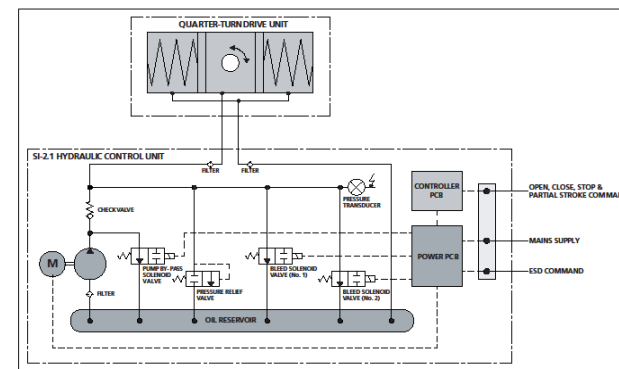 QUARTER-TURN DRIVE UNIT
SI-2.1 HYDRAULIC CONTROL UNIT
FILTER
FILTER
CHECKVALVE
PRESSURE
TRANSDUCER
CONTROLLER
PCB
OPEN, CLOSE, STOP &
PARTIAL STROKE COMMA
M
PUMP BY-PASS
SOLENOID
VALVE
BLEED SOLENOID
VALVE (No. 1)
POWER PCB
MAINS SUPPLY
ESD COMMAND
FILTER
PRESSURE RELIEF
VALVE
BLEED SOLENOID
VALVE (No. 2)
OIL RESERVOIR